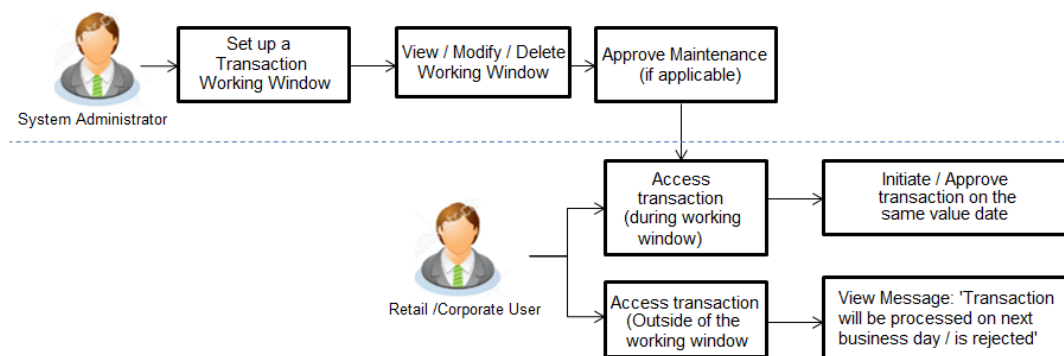 Set up a
Transaction
Working Window
View / Modify / Delete
Working Window
Approve Maintenance
(if applicable)
System Administrator
Access
transaction
(during working
window)
Initiate / Approve
transaction on the
same value date
Retail /Corporate User
Access transaction
(Outside of the
working window
View Message: 'Transaction
will be processed on next
business day / is rejected'